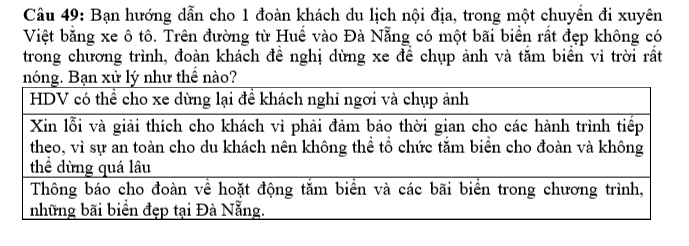 Câu 49: Bạn hướng dẫn cho 1 đoàn khách du lịch nội địa, trong một chuyến đi xuyên
Việt bằng xe ô tô. Trên đường từ Huế vào Đà Nẵng có một bãi biển rất đẹp không có
trong chương trình, đoàn khách đề nghị dừng xe để chụp ảnh và tắm biển vì trời rất
nóng. Bạn xử lý như thế nào?
HDV có thể cho xe dừng lại để khách nghỉ ngơi và chụp ảnh
Xin lỗi và giải thích cho khách vì phải đảm bảo thời gian cho các hành trình tiếp
theo, vì sự an toàn cho du khách nên không thể tổ chức tắm biển cho đoàn và không
thể dừng quá lâu
Thông báo cho đoàn về hoạt động tắm biển và các bãi biển trong chương trình,
những bãi biển đẹp tại Đà Nẵng.